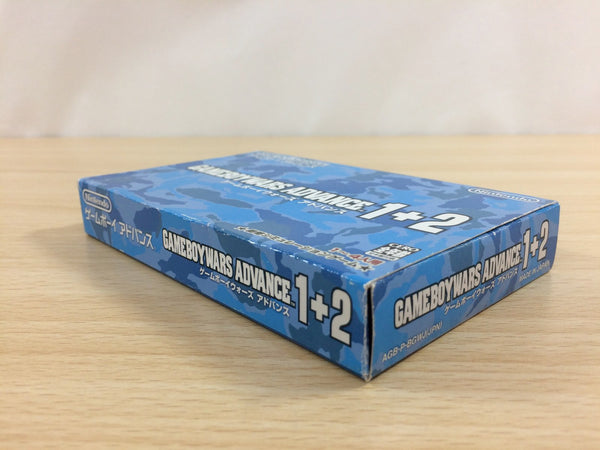 GAMEBOYWARS ADVANCE 1+2
ゲームボーイウォーズ アドバンス
Nintendo
Nintendo
ゲームボーイ アドバンス
GAMEBOYWARS ADVANCE 1+2
ゲームボーイウォーズ アドバンス
GAMEBOYWARS ADVANCE 1+2
ゲームボーイウォーズ アドバンス
MADE IN JAPAN
AGB-P-BGWJ(JPN)